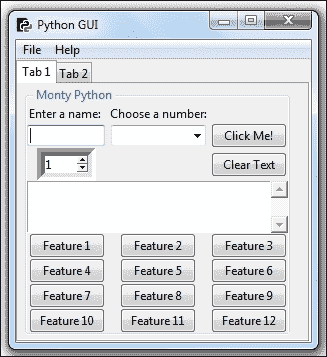 Python GUI
File Help
Tab 1 Tab 2
Monty Python
Enter a name: Choose a number:
Click Me!
1
Clear Text
Feature 1 Feature 2 Feature 3
Feature 4 Feature 5 Feature 6
Feature 7 Feature 8 Feature 9
Feature 10 Feature 11 Feature 12